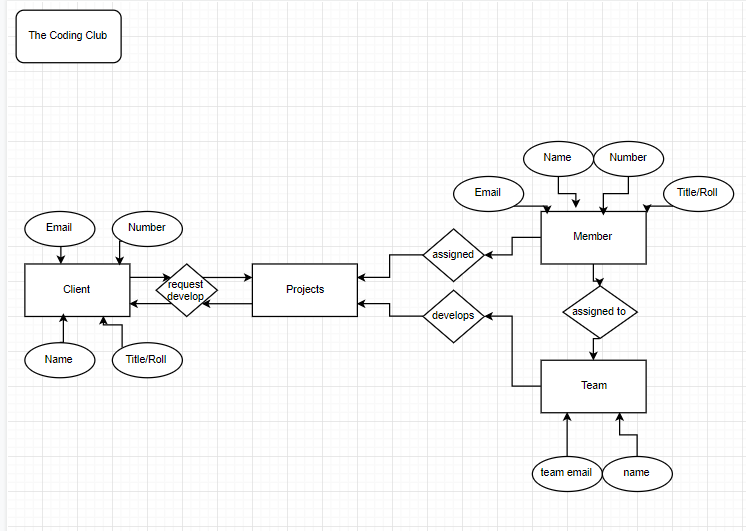 The Coding Club
Name
Number
Email
Title/Roll
Member
Email
Number
assigned
Client
request
develop
Projects
assigned to
develops
Name
Title/Roll
Team
team email
name